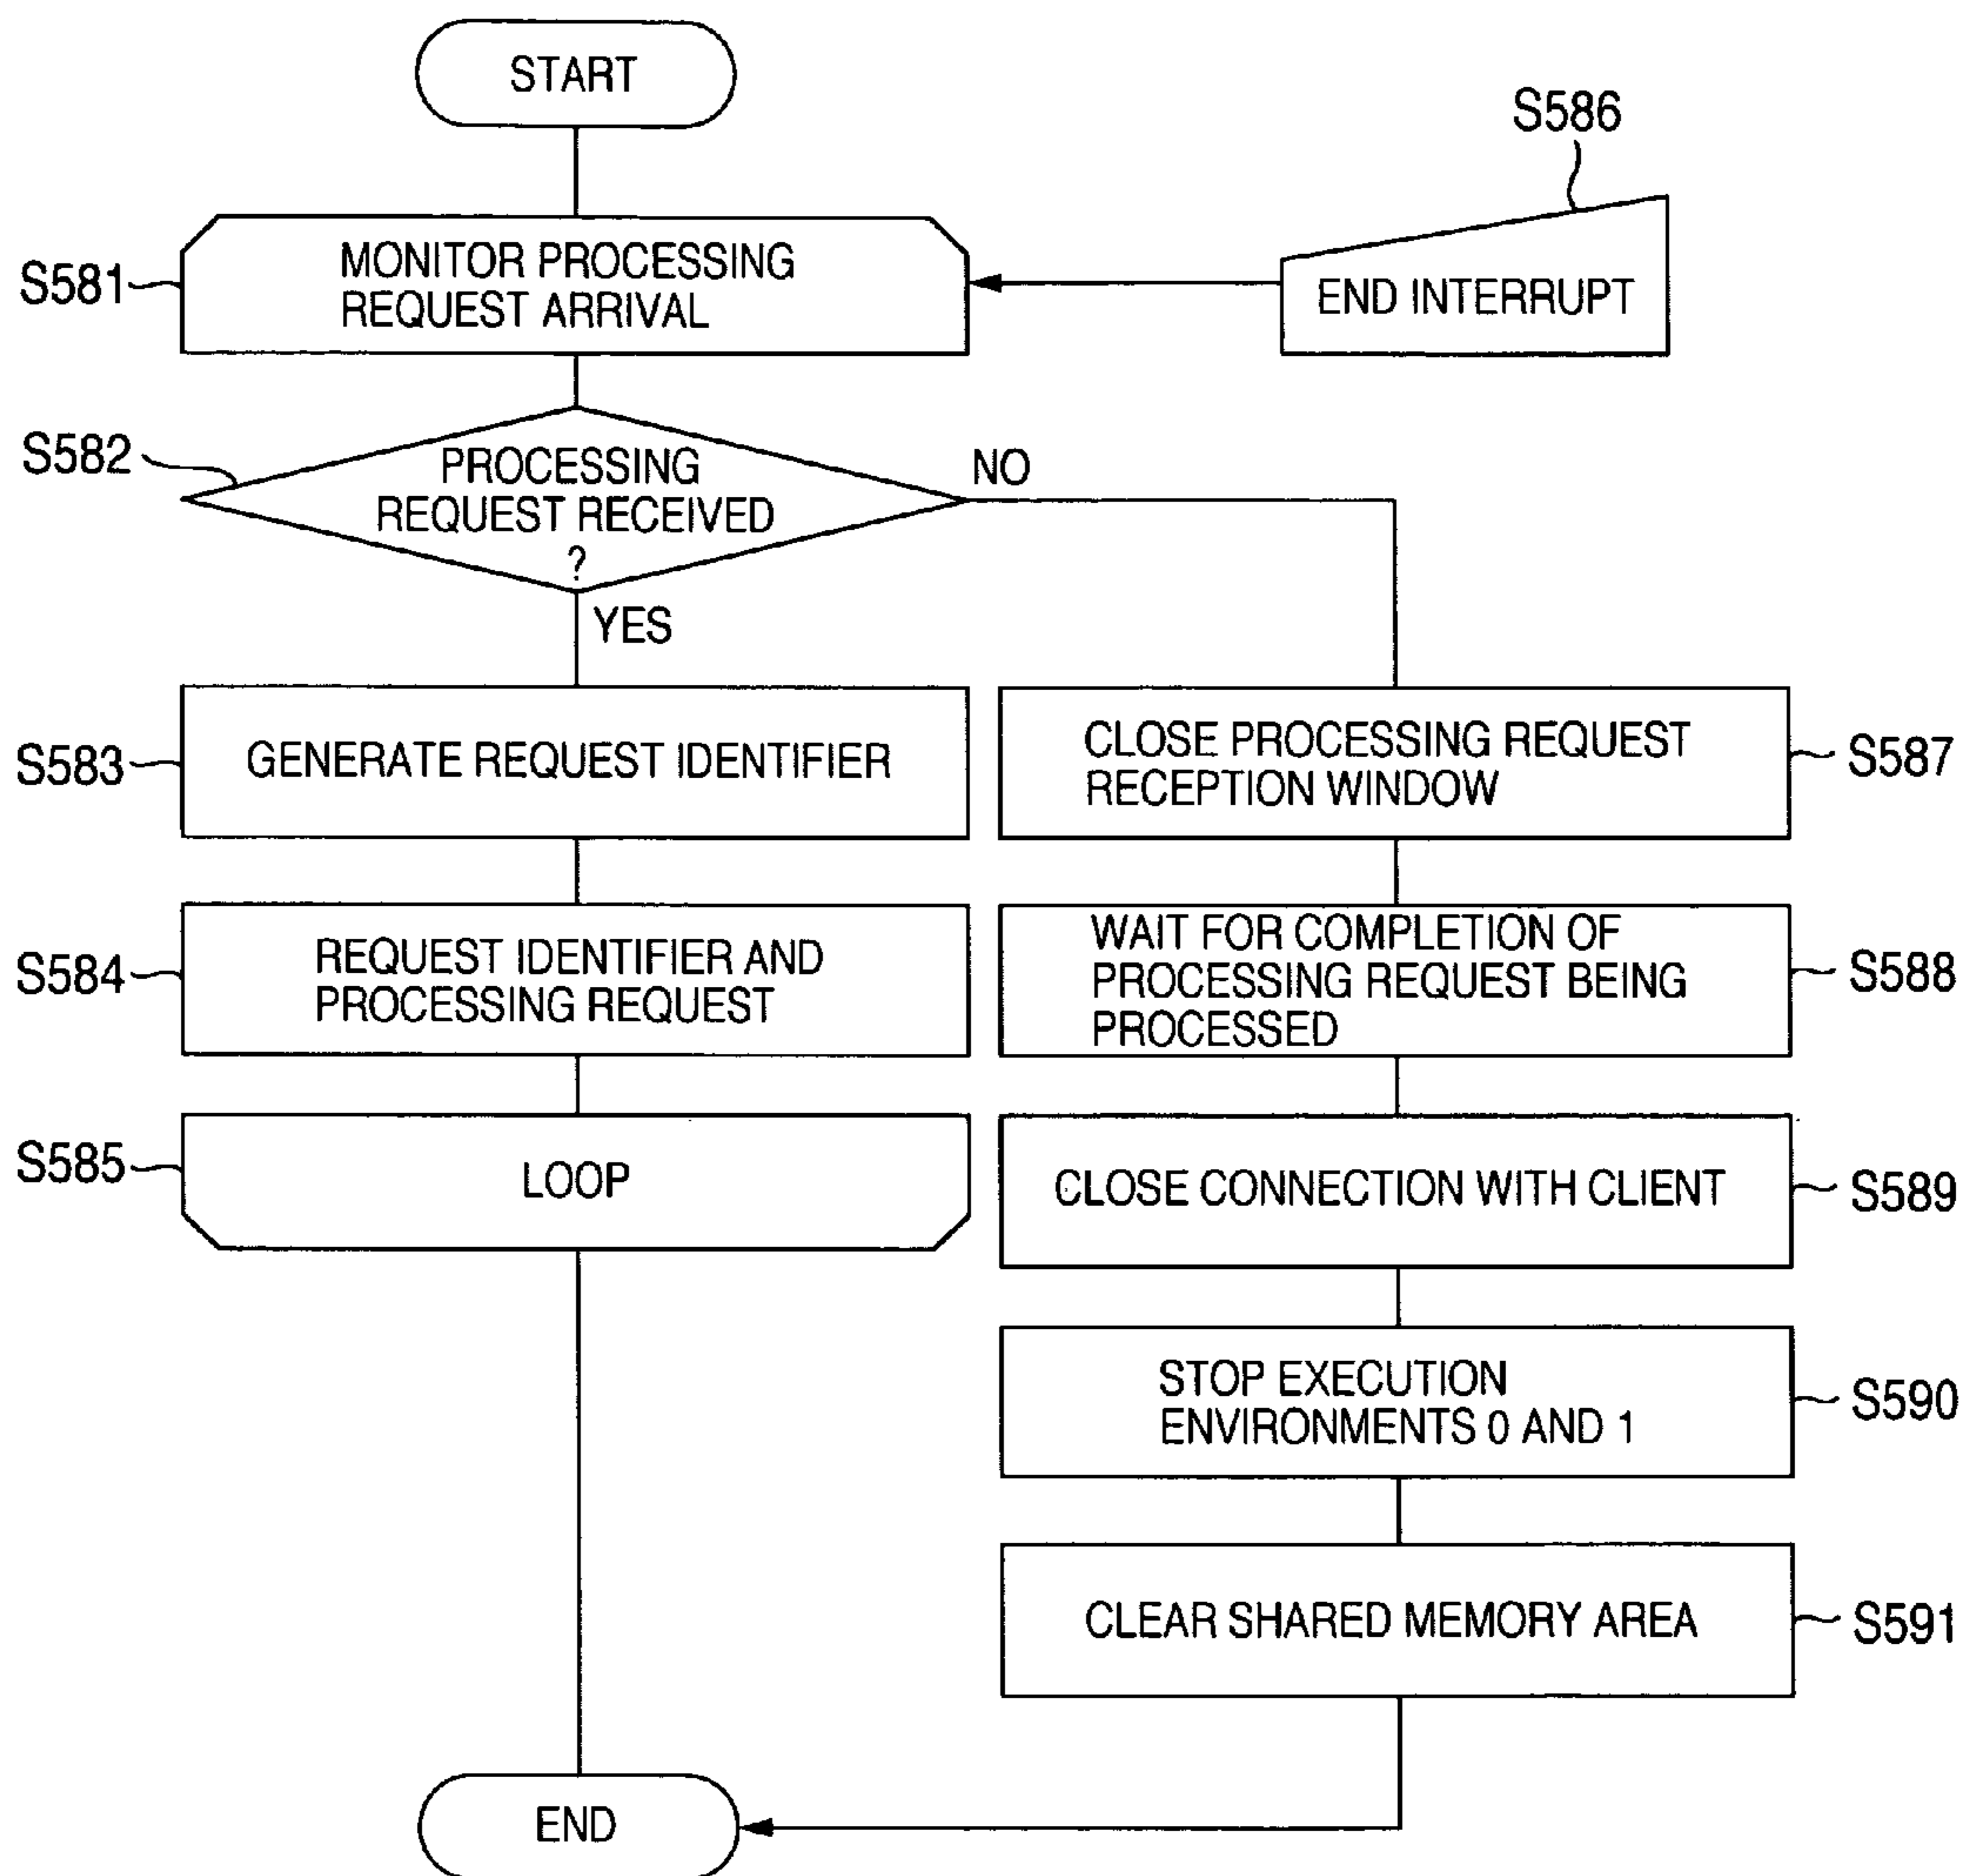 START
S586
S581
MONITOR PROCESSING
REQUEST ARRIVAL
END INTERRUPT
S582
PROCESSING
REQUEST RECEIVED
?
NO
YES
S583
GENERATE REQUEST IDENTIFIER
CLOSE PROCESSING REQUEST
RECEPTION WINDOW
S587
S584
REQUEST IDENTIFIER AND
PROCESSING REQUEST
WAIT FOR COMPLETION OF
PROCESSING REQUEST BEING
PROCESSED
S588
S585
LOOP
CLOSE CONNECTION WITH CLIENT
S589
STOP EXECUTION
ENVIRONMENTS 0 AND 1
S590
CLEAR SHARED MEMORY AREA
S591
END